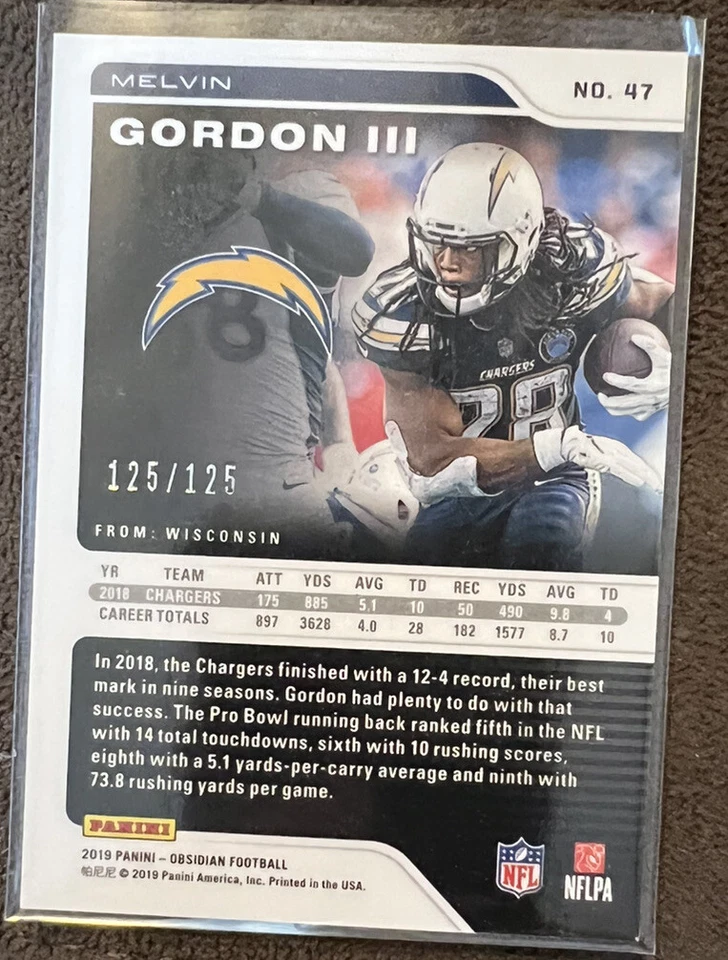 MELVIN
NO. 47
GORDON III
CHARGERS
28
8
125/125
FROM: WISCONSIN
YR TEAM ATT YDS AVG TD REC YDS AVG TD
2018 CHARGERS 175 885 5.1 10 50 490 9.8 4
CAREER TOTALS 897 3628 4.0 28 182 1577 8.7 10
In 2018, the Chargers finished with a 12-4 record, their best
mark in nine seasons. Gordon had plenty to do with that
success. The Pro Bowl running back ranked fifth in the NFL
with 14 total touchdowns, sixth with 10 rushing scores,
eighth with a 5.1 yards-per-carry average and ninth with
73.8 rushing yards per game.
PANINI
2019 PANINI – OBSIDIAN FOOTBALL
帕尼尼 © 2019 Panini America, Inc. Printed in the USA.
NFL
NFLPA